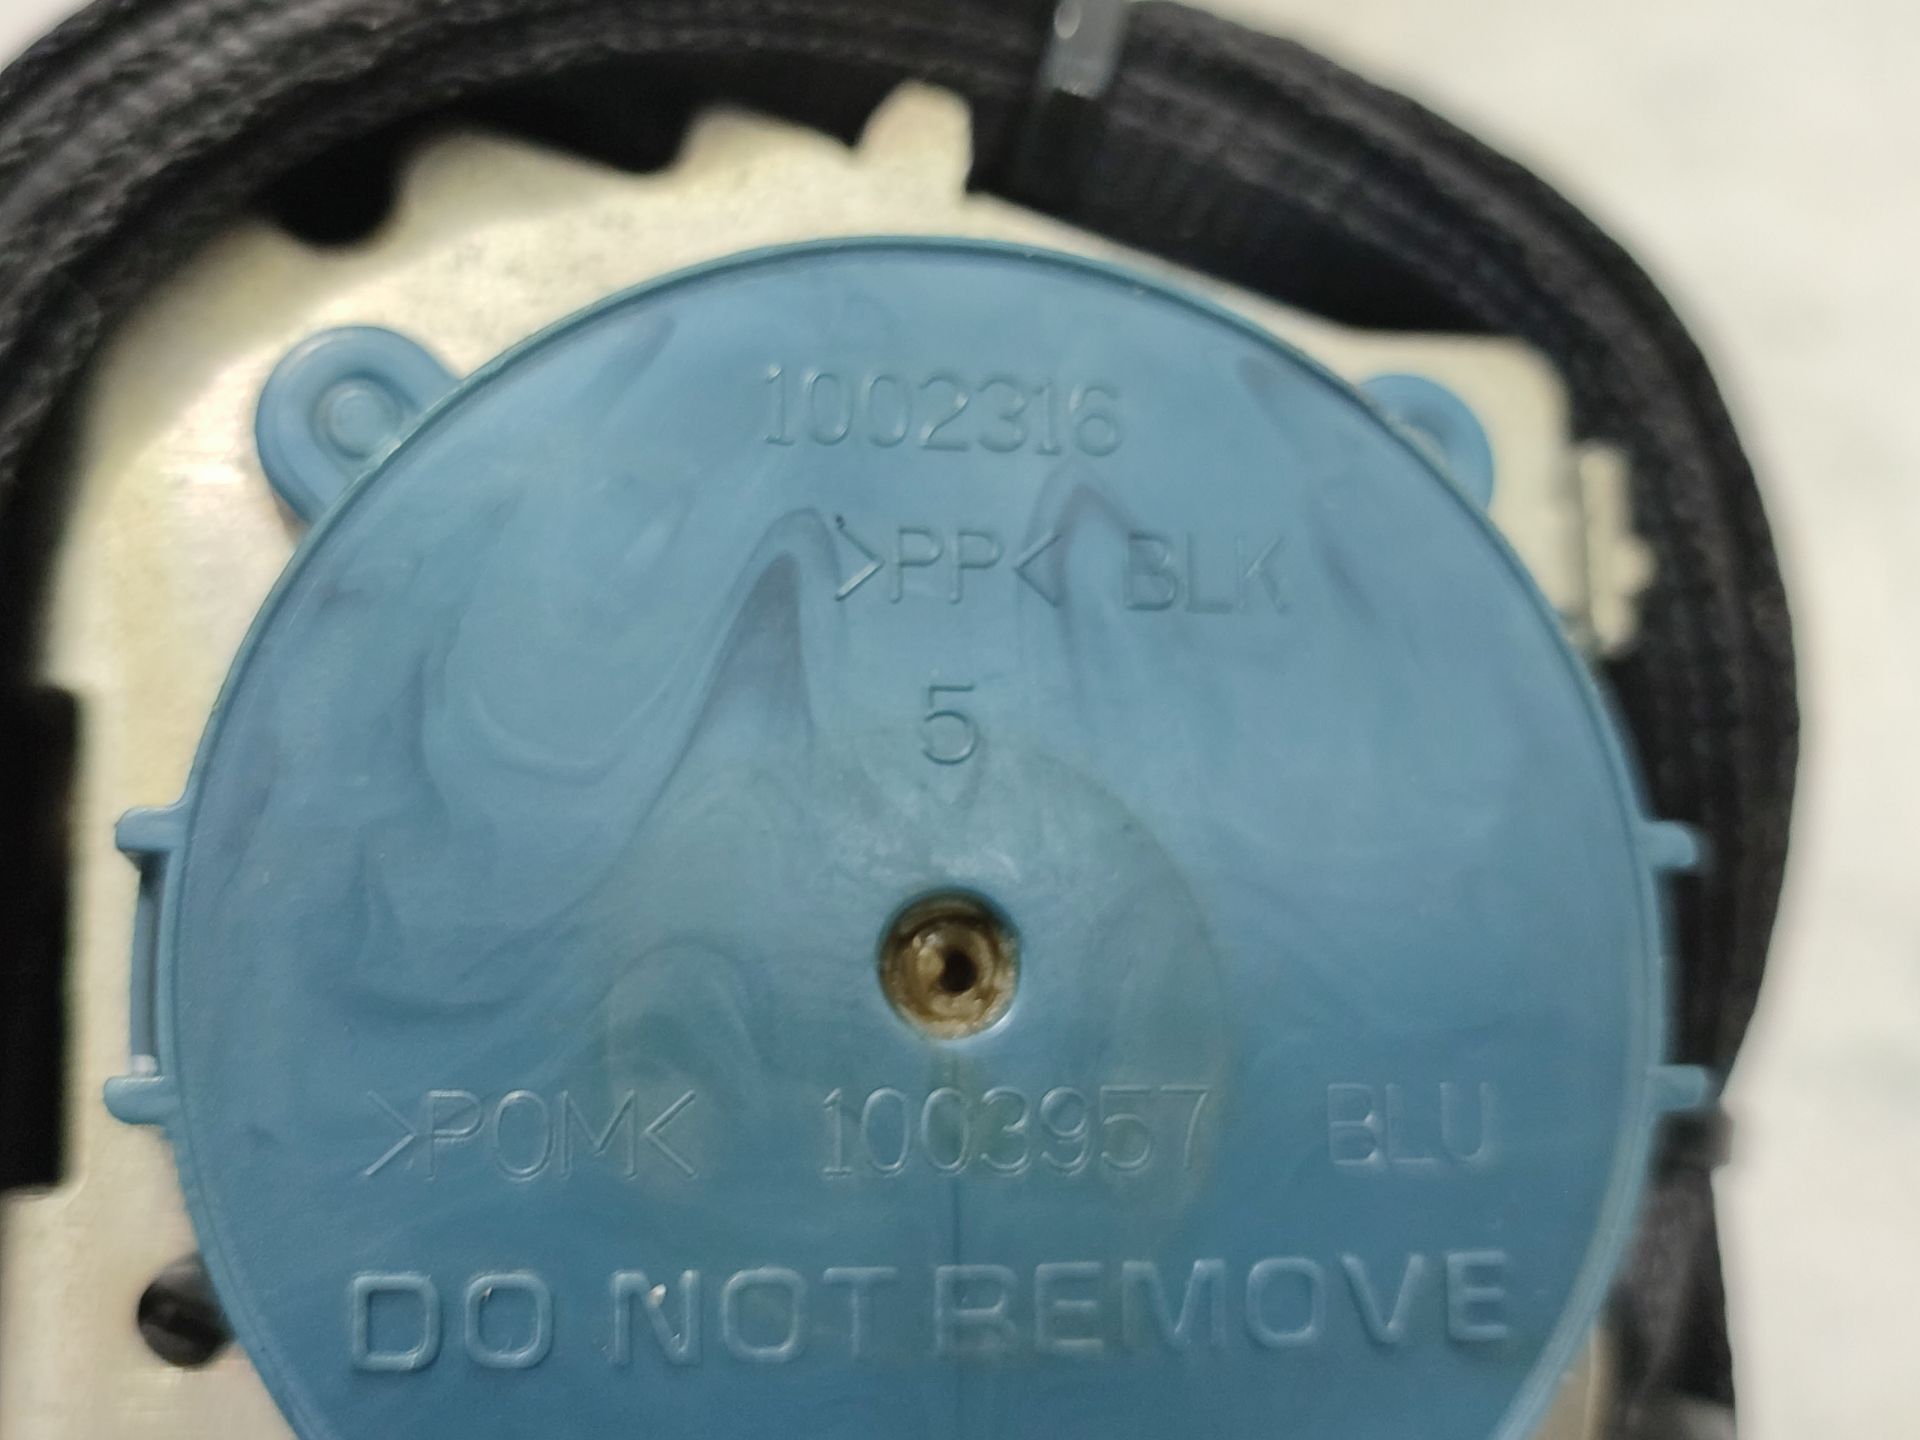 1002316
>PP< BLK
5
>POM< 1003957 BLU
DO NOT REMOVE